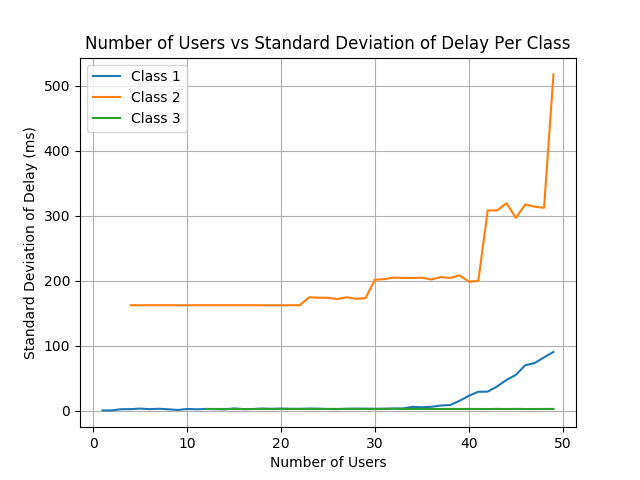 Number of Users vs Standard Deviation of Delay Per Class
Class 1
Class 2
Class 3
Standard Deviation of Delay (ms)
500
400
300
200
100
0
0 10 20 30 40 50
Number of Users